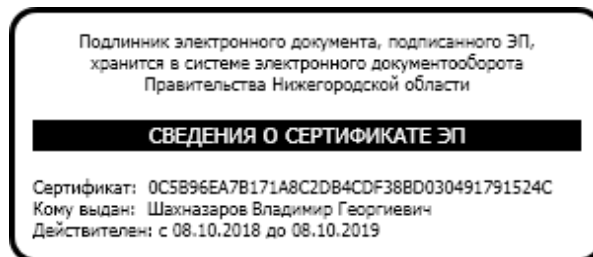 Подлинник электронного документа, подписанного ЭП,
хранится в системе электронного документооборота
Правительства Нижегородской области
СВЕДЕНИЯ О СЕРТИФИКАТЕ ЭП
Сертификат: 0C5B96EA7B171A8C2DB4CDF38BD030491791524C
Кому выдан: Шахназаров Владимир Георгиевич
Действителен: с 08.10.2018 до 08.10.2019